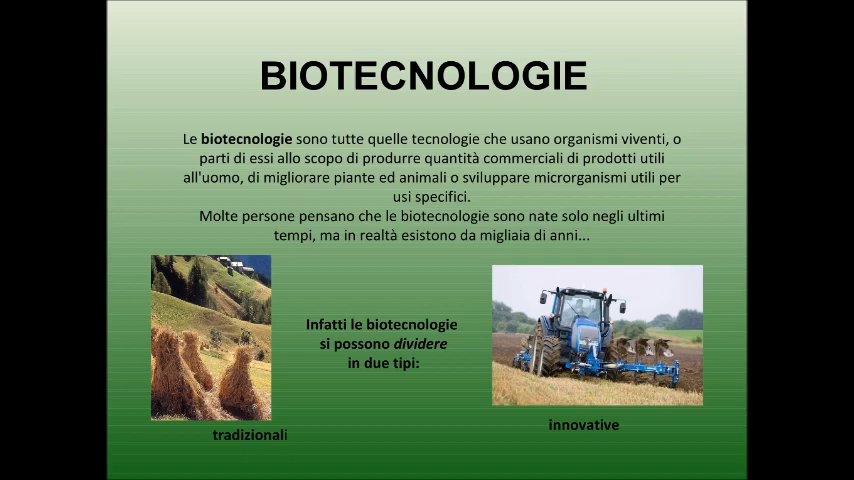 BIOTECNOLOGIE
Le biotecnologie sono tutte quelle tecnologie che usano organismi viventi, o
parti di essi allo scopo di produrre quantità commerciali di prodotti utili
all'uomo, di migliorare piante ed animali o sviluppare microrganismi utili per
usi specifici.
Molte persone pensano che le biotecnologie sono nate solo negli ultimi
tempi, ma in realtà esistono da migliaia di anni...
Infatti le biotecnologie
si possono dividere
in due tipi:
tradizionali
innovative